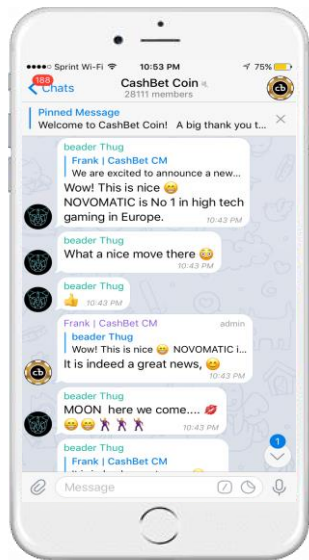 Sprint Wi-Fi 10:53 PM 75%
188
Chats
CashBet Coin
28111 members
cb
Pinned Message
Welcome to CashBet Coin! A big thank you t...
beader Thug
Frank | CashBet CM
We are excited to announce a new...
Wow! This is nice 😄
NOVOMATIC is No 1 in high tech
gaming in Europe. 10:43 PM
beader Thug
What a nice move there 😳
10:43 PM
beader Thug
👍 10:43 PM
Frank | CashBet CM admin
beader Thug
Wow! This is nice 😄 NOVOMATIC i...
It is indeed a great news, 😊
10:43 PM
cb
beader Thug
MOON here we come.... 💋
😄😄🕺🕺🕺 10:43 PM
1
beader Thug
Frank | CashBet CM
Message